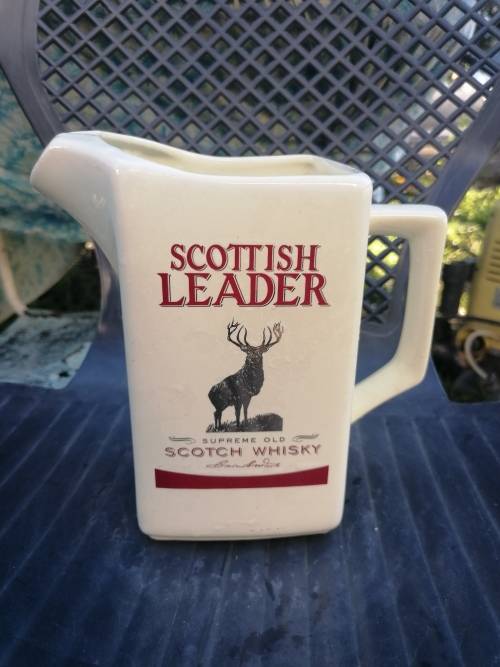 SCOTTISH
LEADER
SUPREME OLD
SCOTCH WHISKY